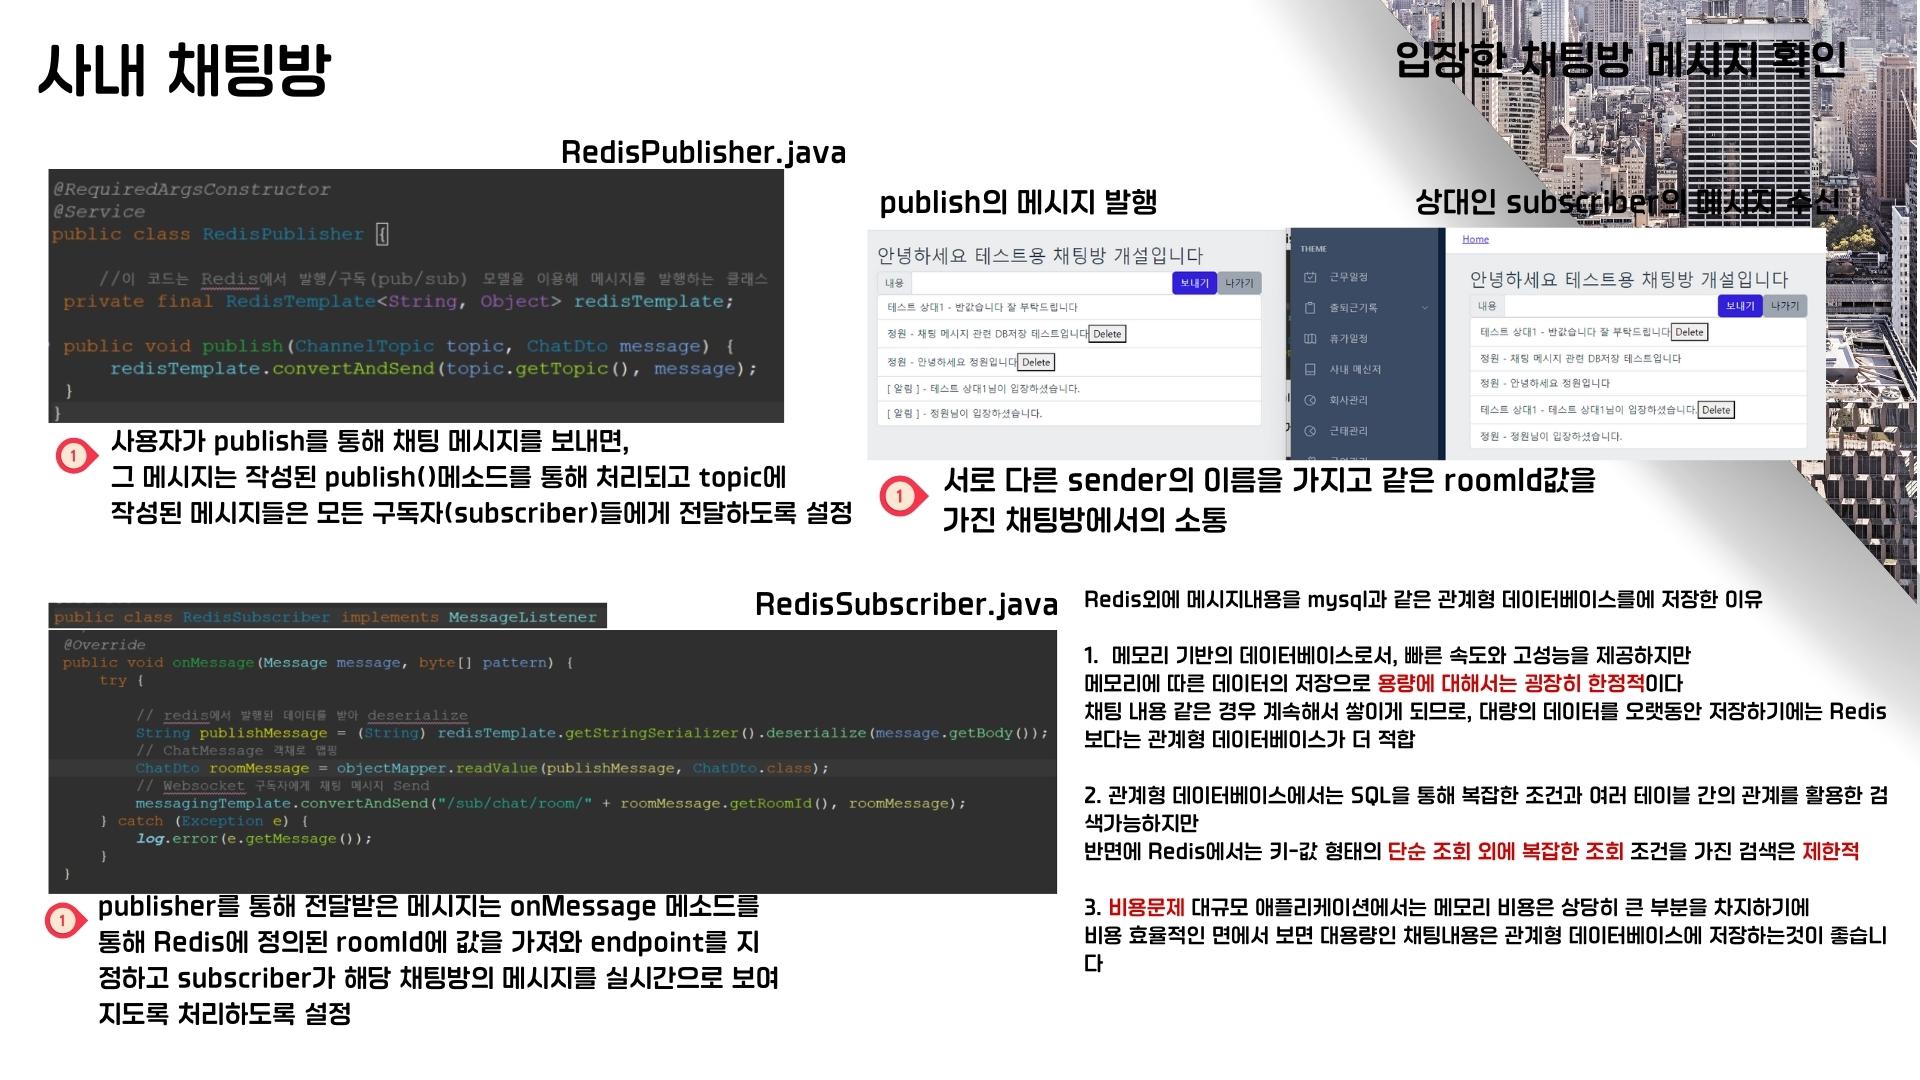 사내 채팅방
입장한 채팅방 메시지 확인
RedisPublisher.java
@RequiredArgsConstructor
@Service
public class RedisPublisher {
//이 코드는 Redis에서 발행/구독(pub/sub) 모델을 이용해 메시지를 발행하는 클래스
private final RedisTemplate<String, Object> redisTemplate;
public void publish(ChannelTopic topic, ChatDto message) {
redisTemplate.convertAndSend(topic.getTopic(), message);
}
}
1
사용자가 publish를 통해 채팅 메시지를 보내면,
그 메시지는 작성된 publish()메소드를 통해 처리되고 topic에
작성된 메시지들은 모든 구독자(subscriber)들에게 전달하도록 설정
publish의 메시지 발행
안녕하세요 테스트용 채팅방 개설입니다
내용 보내기 나가기
테스트 상대1 - 반값습니다 잘 부탁드립니다
정원 - 채팅 메시지 관련 DB저장 테스트입니다 Delete
정원 - 안녕하세요 정원입니다 Delete
[ 알림 ] - 테스트 상대1님이 입장하셨습니다.
[ 알림 ] - 정원님이 입장하셨습니다.
상대인 subscriber의 메시지 수신
THEME
근무일정
출퇴근기록
휴가일정
사내 메신저
회사관리
근태관리
Home
안녕하세요 테스트용 채팅방 개설입니다
내용 보내기 나가기
테스트 상대1 - 반값습니다 잘 부탁드립니다 Delete
정원 - 채팅 메시지 관련 DB저장 테스트입니다
정원 - 안녕하세요 정원입니다
테스트 상대1 - 테스트 상대1님이 입장하셨습니다. Delete
정원 - 정원님이 입장하셨습니다.
1
서로 다른 sender의 이름을 가지고 같은 roomId값을
가진 채팅방에서의 소통
RedisSubscriber.java
public class RedisSubscriber implements MessageListener
@Override
public void onMessage(Message message, byte[] pattern) {
try {
// redis에서 발행된 데이터를 받아 deserialize
String publishMessage = (String) redisTemplate.getStringSerializer().deserialize(message.getBody());
// ChatMessage 객채로 맵핑
ChatDto roomMessage = objectMapper.readValue(publishMessage, ChatDto.class);
// Websocket 구독자에게 채팅 메시지 Send
messagingTemplate.convertAndSend("/sub/chat/room/" + roomMessage.getRoomId(), roomMessage);
} catch (Exception e) {
log.error(e.getMessage());
}
}
1
publisher를 통해 전달받은 메시지는 onMessage 메소드를
통해 Redis에 정의된 roomId에 값을 가져와 endpoint를 지
정하고 subscriber가 해당 채팅방의 메시지를 실시간으로 보여
지도록 처리하도록 설정
Redis외에 메시지내용을 mysql과 같은 관계형 데이터베이스를에 저장한 이유
1. 메모리 기반의 데이터베이스로서, 빠른 속도와 고성능을 제공하지만
메모리에 따른 데이터의 저장으로 용량에 대해서는 굉장히 한정적이다
채팅 내용 같은 경우 계속해서 쌓이게 되므로, 대량의 데이터를 오랫동안 저장하기에는 Redis
보다는 관계형 데이터베이스가 더 적합
2. 관계형 데이터베이스에서는 SQL을 통해 복잡한 조건과 여러 테이블 간의 관계를 활용한 검
색가능하지만
반면에 Redis에서는 키-값 형태의 단순 조회 외에 복잡한 조회 조건을 가진 검색은 제한적
3. 비용문제 대규모 애플리케이션에서는 메모리 비용은 상당히 큰 부분을 차지하기에
비용 효율적인 면에서 보면 대용량인 채팅내용은 관계형 데이터베이스에 저장하는것이 좋습니
다